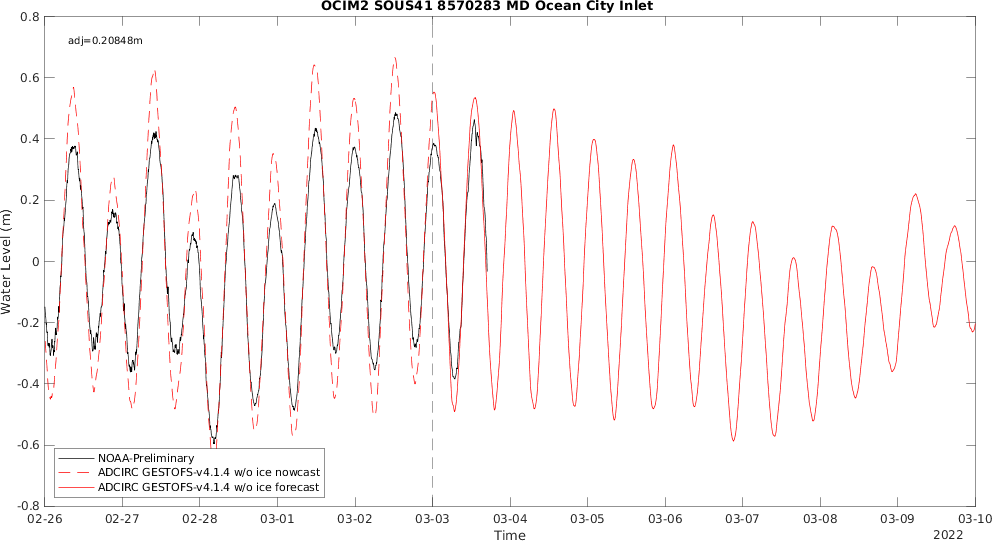 OCIM2 SOUS41 8570283 MD Ocean City Inlet
adj=0.20848m
0.8
0.6
0.4
0.2
0
-0.2
-0.4
-0.6
-0.8
Water Level (m)
NOAA-Preliminary
ADCIRC GESTOFS-v4.1.4 w/o ice nowcast
ADCIRC GESTOFS-v4.1.4 w/o ice forecast
02-26 02-27 02-28 03-01 03-02 03-03 03-04 03-05 03-06 03-07 03-08 03-09 03-10
Time
2022